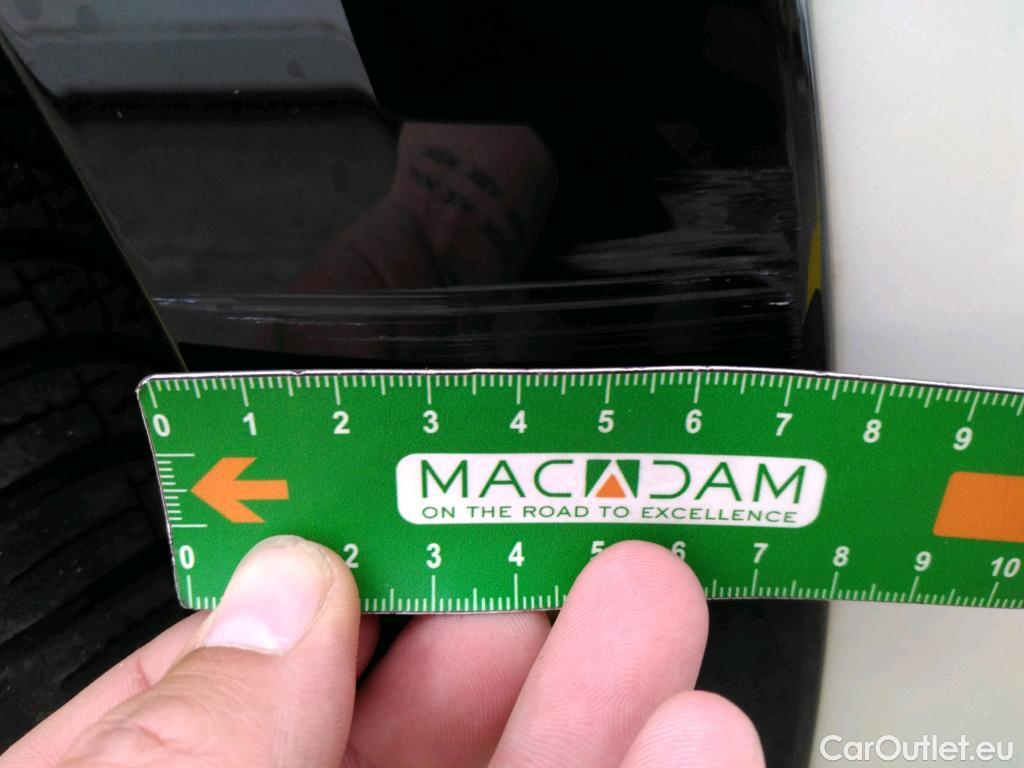 0 1 2 3 4 5 6 7 8 9
MACADAM
ON THE ROAD TO EXCELLENCE
0 2 3 4 5 6 7 8 9 10
CarOutlet.eu